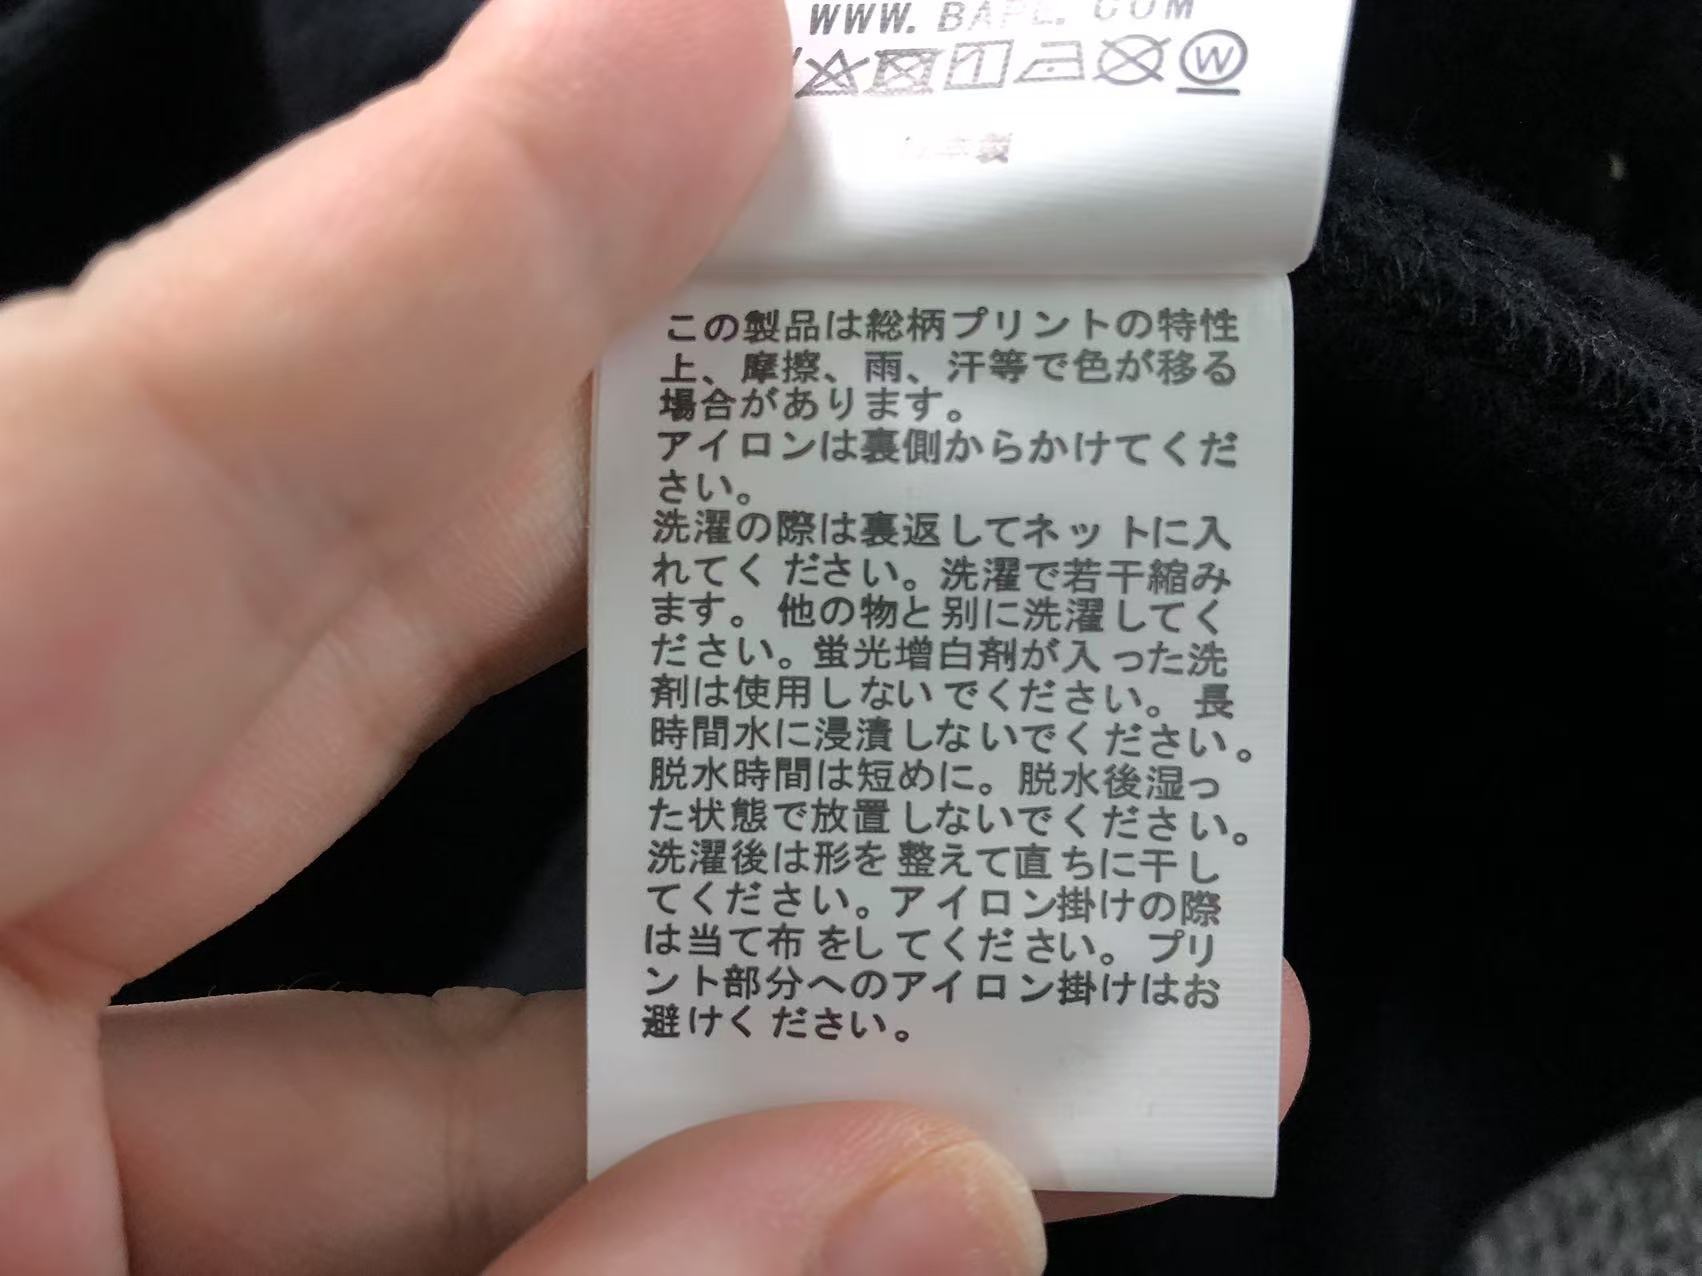 WWW. BAPE. COM
W
この製品は総柄プリントの特性
上、摩擦、雨、汗等で色が移る
場合があります。
アイロンは裏側からかけてくだ
さい。
洗濯の際は裏返してネットに入
れてください。洗濯で若干縮み
ます。他の物と別に洗濯してく
ださい。蛍光増白剤が入った洗
剤は使用しないでください。長
時間水に浸漬しないでください。
脱水時間は短めに。脱水後湿っ
た状態で放置しないでください。
洗濯後は形を整えて直ちに干し
てください。アイロン掛けの際
は当て布をしてください。プリ
ント部分へのアイロン掛けはお
避けください。